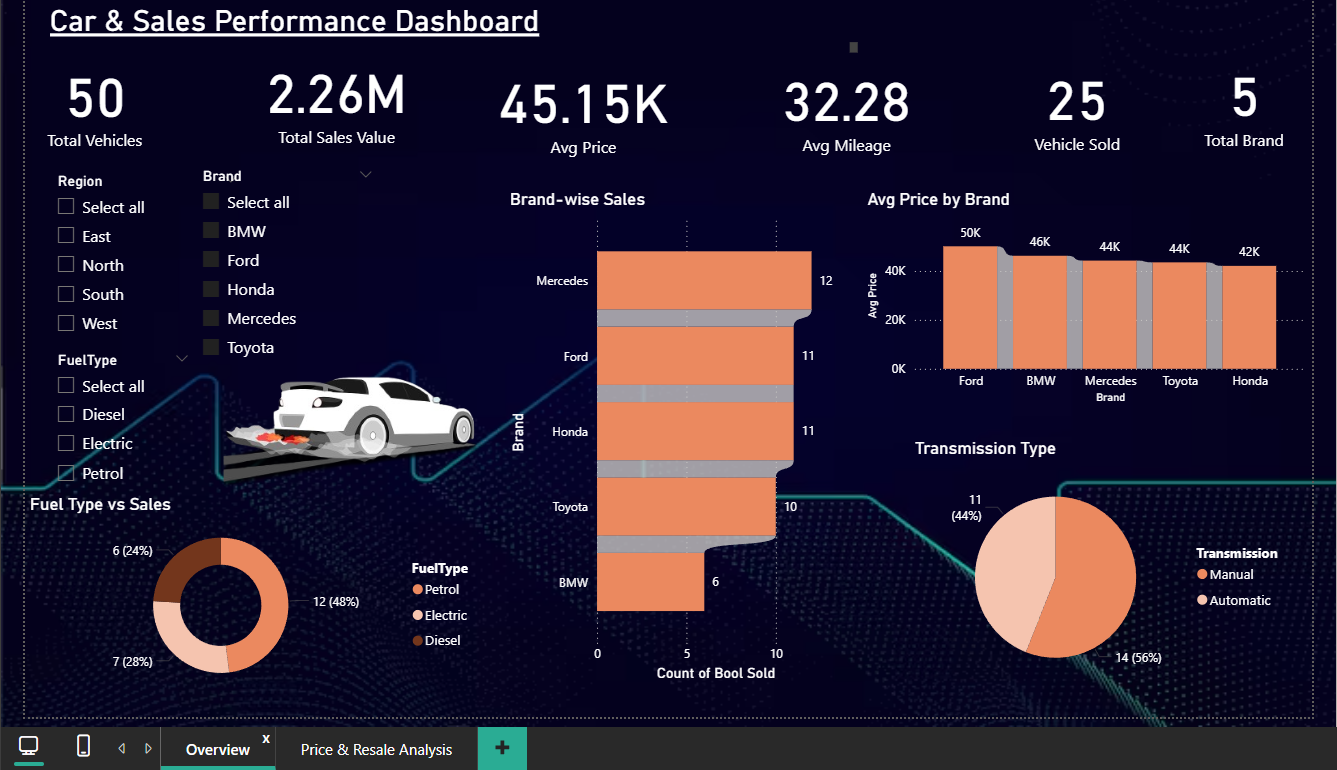 Car & Sales Performance Dashboard
50
Total Vehicles
2.26M
Total Sales Value
45.15K
Avg Price
32.28
Avg Mileage
25
Vehicle Sold
5
Total Brand
Region
Select all
East
North
South
West
Brand
Select all
BMW
Ford
Honda
Mercedes
Toyota
FuelType
Select all
Diesel
Electric
Petrol
Fuel Type vs Sales
6 (24%)
12 (48%)
7 (28%)
FuelType
Petrol
Electric
Diesel
Brand-wise Sales
Brand
Mercedes 12
Ford 11
Honda 11
Toyota 10
BMW 6
0 5 10
Count of Bool Sold
Avg Price by Brand
Avg Price
50K 46K 44K 44K 42K
40K
20K
0K
Ford BMW Mercedes Toyota Honda
Brand
Transmission Type
11
(44%)
14 (56%)
Transmission
Manual
Automatic
Overview x
Price & Resale Analysis
+